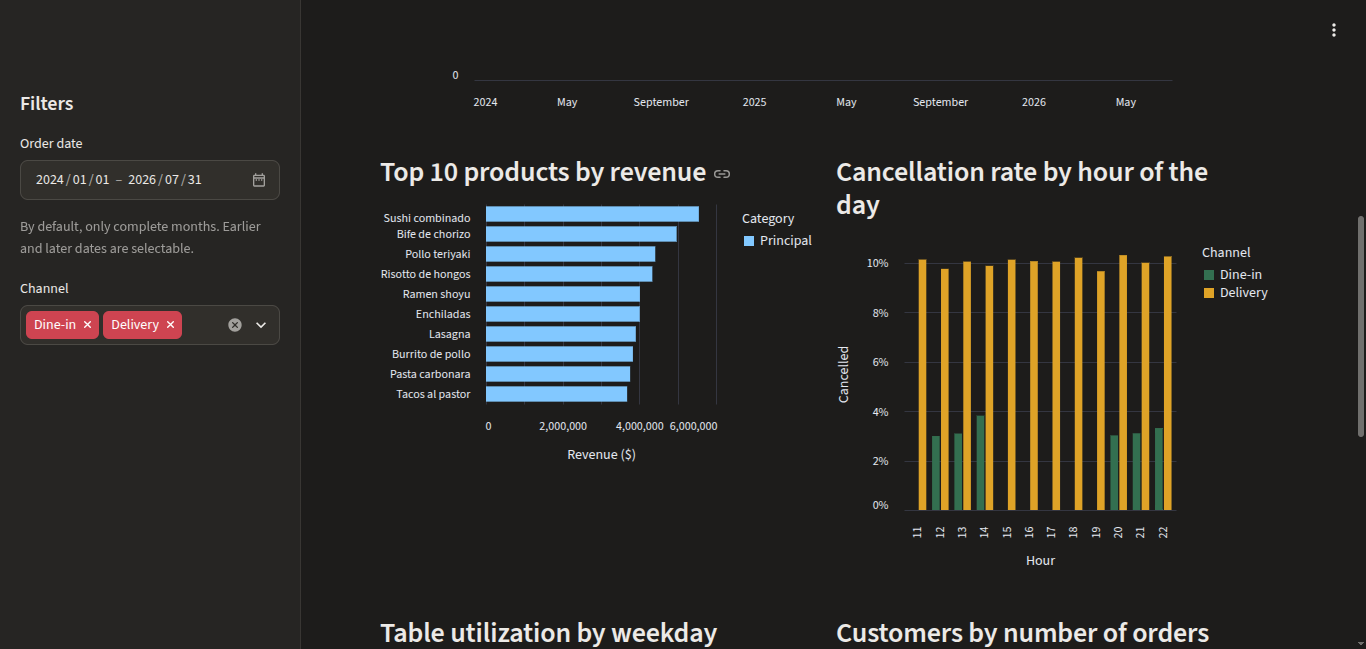 Filters
Order date
2024/01/01 – 2026/07/31
By default, only complete months. Earlier
and later dates are selectable.
Channel
Dine-in
Delivery
0
2024 May September 2025 May September 2026 May
Top 10 products by revenue
Sushi combinado
Bife de chorizo
Pollo teriyaki
Risotto de hongos
Ramen shoyu
Enchiladas
Lasagna
Burrito de pollo
Pasta carbonara
Tacos al pastor
0 2,000,000 4,000,000 6,000,000
Revenue ($)
Category
Principal
Cancellation rate by hour of the
day
Cancelled
10%
8%
6%
4%
2%
0%
11 12 13 14 15 16 17 18 19 20 21 22
Hour
Channel
Dine-in
Delivery
Table utilization by weekday
Customers by number of orders